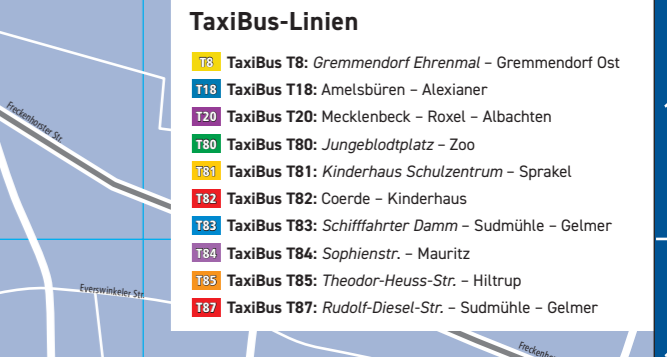 TaxiBus-Linien
T8 TaxiBus T8: Gremmendorf Ehrenmal – Gremmendorf Ost
T18 TaxiBus T18: Amelsbüren – Alexianer
Freckenhorster Str.
T20 TaxiBus T20: Mecklenbeck – Roxel – Albachten
T80 TaxiBus T80: Jungeblodtplatz – Zoo
T81 TaxiBus T81: Kinderhaus Schulzentrum – Sprakel
T82 TaxiBus T82: Coerde – Kinderhaus
T83 TaxiBus T83: Schifffahrter Damm – Sudmühle – Gelmer
T84 TaxiBus T84: Sophienstr. – Mauritz
T85 TaxiBus T85: Theodor-Heuss-Str. – Hiltrup
Everswinkeler Str.
T87 TaxiBus T87: Rudolf-Diesel-Str. – Sudmühle – Gelmer